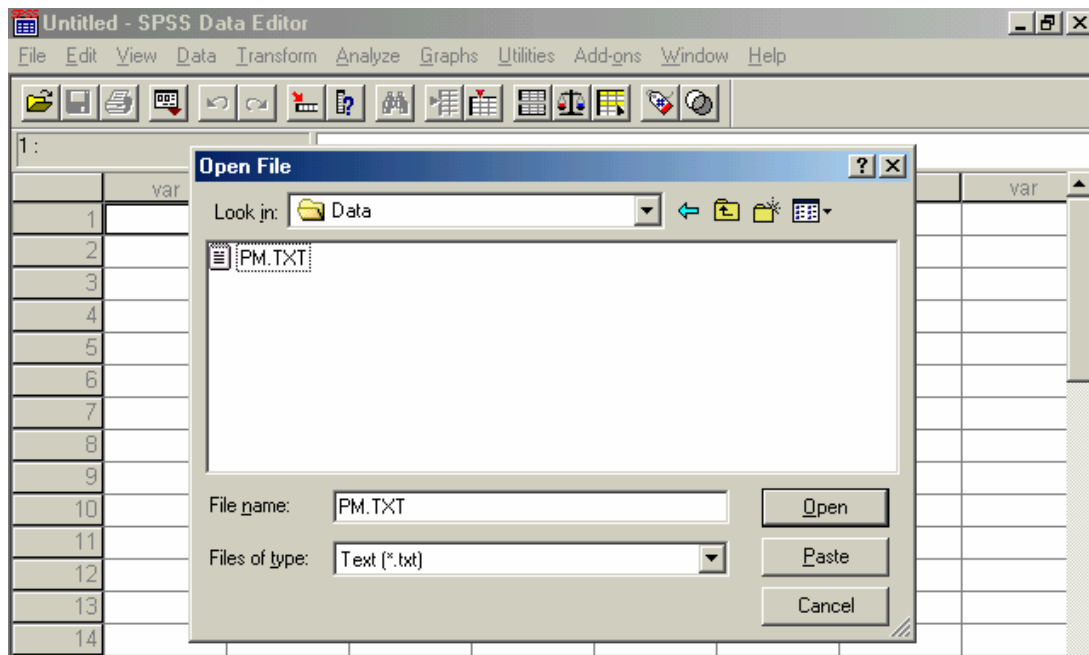 SPSS
Untitled - SPSS Data Editor
File Edit View Data Transform Analyze Graphs Utilities Add-ons Window Help
1 :
Open File
var
var
Look in: Data
1
2
PM.TXT
3
4
5
6
7
8
9
10
File name: PM.TXT
Open
11
Files of type: Text (*.txt)
Paste
12
13
Cancel
14